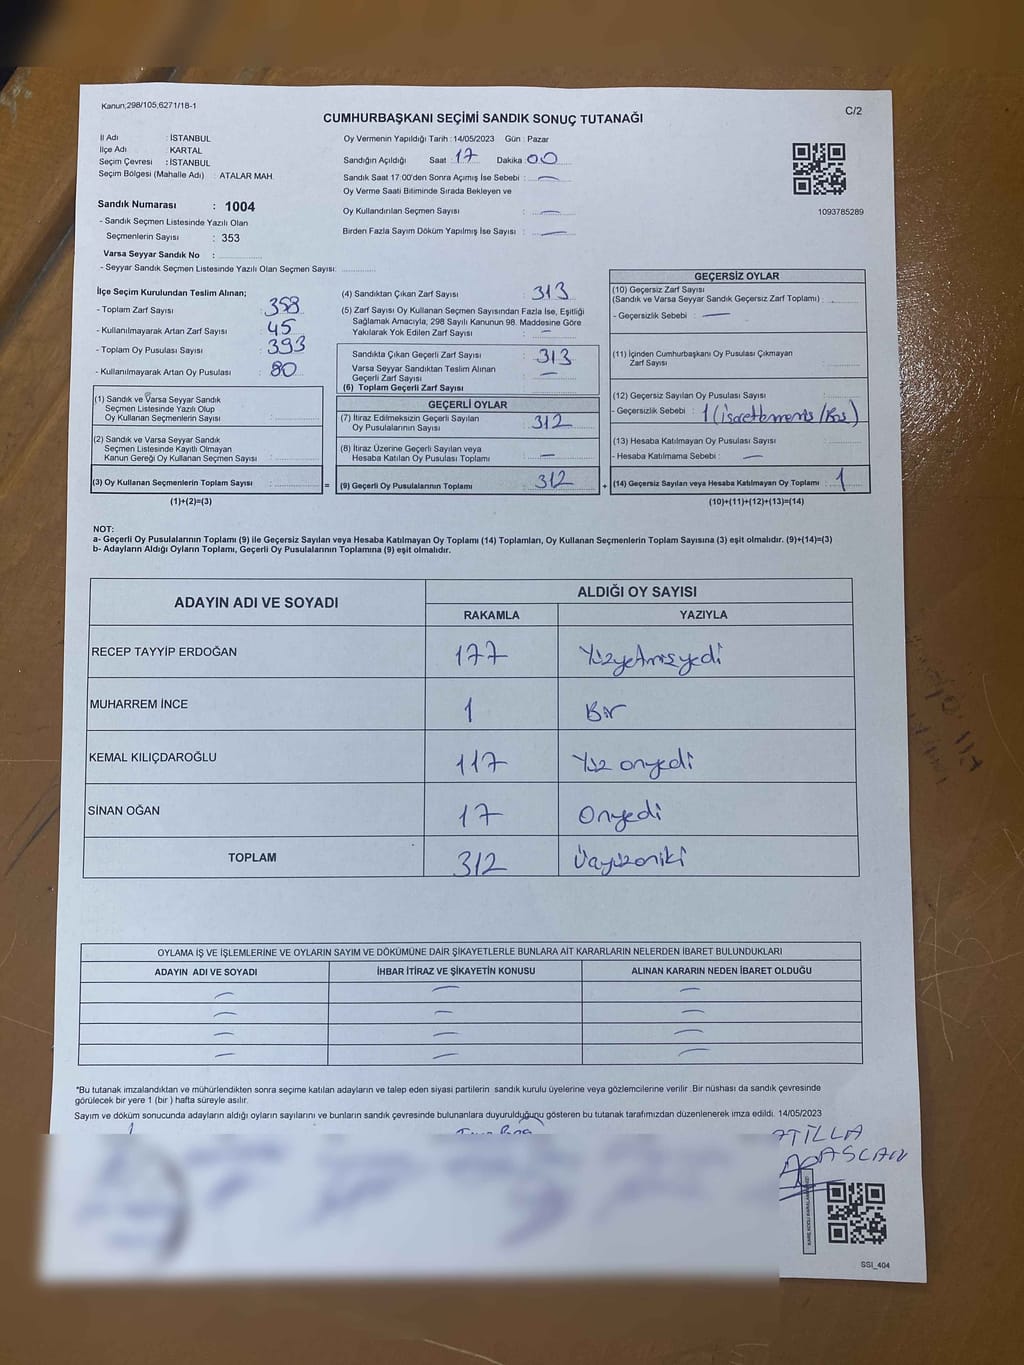 Kanun;298/105,6271/18-1
C/2
CUMHURBAŞKANI SEÇİMİ SANDIK SONUÇ TUTANAĞI
İl Adı : İSTANBUL
İlçe Adı : KARTAL
Seçim Çevresi : İSTANBUL
Seçim Bölgesi (Mahalle Adı) : ATALAR MAH.
Sandık Numarası : 1004
- Sandık Seçmen Listesinde Yazılı Olan
Seçmenlerin Sayısı : 353
Varsa Seyyar Sandık No :
- Seyyar Sandık Seçmen Listesinde Yazılı Olan Seçmen Sayısı:
Oy Vermenin Yapıldığı Tarih : 14/05/2023 Gün : Pazar
Sandığın Açıldığı Saat : 17 Dakika : 00
Sandık Saat 17:00'den Sonra Açımış İse Sebebi : —
Oy Verme Saati Bitiminde Sırada Bekleyen ve
Oy Kullandırılan Seçmen Sayısı : —
Birden Fazla Sayım Döküm Yapılmış İse Sayısı : —
1093785289
İlçe Seçim Kurulundan Teslim Alınan;
- Toplam Zarf Sayısı : 358
- Kullanılmayarak Artan Zarf Sayısı : 45
- Toplam Oy Pusulası Sayısı : 393
- Kullanılmayarak Artan Oy Pusulası : 80
(1) Sandık ve Varsa Seyyar Sandık
Seçmen Listesinde Yazılı Olup
Oy Kullanan Seçmenlerin Sayısı :
(2) Sandık ve Varsa Seyyar Sandık
Seçmen Listesinde Kayıtlı Olmayan
Kanun Gereği Oy Kullanan Seçmen Sayısı :
(3) Oy Kullanan Seçmenlerin Toplam Sayısı :
(1)+(2)=(3)
=
(4) Sandıktan Çıkan Zarf Sayısı : 313
(5) Zarf Sayısı Oy Kullanan Seçmen Sayısından Fazla İse, Eşitliği
Sağlamak Amacıyla, 298 Sayılı Kanunun 98. Maddesine Göre
Yakılarak Yok Edilen Zarf Sayısı : —
Sandıkta Çıkan Geçerli Zarf Sayısı : 313
Varsa Seyyar Sandıktan Teslim Alınan
Geçerli Zarf Sayısı : —
(6) Toplam Geçerli Zarf Sayısı :
GEÇERLİ OYLAR
(7) İtiraz Edilmeksizin Geçerli Sayılan
Oy Pusulalarının Sayısı : 312
(8) İtiraz Üzerine Geçerli Sayılan veya
Hesaba Katılan Oy Pusulası Toplamı : —
(9) Geçerli Oy Pusulalarının Toplamı : 312
+
GEÇERSİZ OYLAR
(10) Geçersiz Zarf Sayısı
(Sandık ve Varsa Seyyar Sandık Geçersiz Zarf Toplamı) :
- Geçersizlik Sebebi : —
(11) İçinden Cumhurbaşkanı Oy Pusulası Çıkmayan
Zarf Sayısı :
(12) Geçersiz Sayılan Oy Pusulası Sayısı :
- Geçersizlik Sebebi : 1 (işaretlememe/Boş)
(13) Hesaba Katılmayan Oy Pusulası Sayısı :
- Hesaba Katılmama Sebebi : —
(14) Geçersiz Sayılan veya Hesaba Katılmayan Oy Toplamı : 1
(10)+(11)+(12)+(13)=(14)
NOT:
a- Geçerli Oy Pusulalarının Toplamı (9) ile Geçersiz Sayılan veya Hesaba Katılmayan Oy Toplamı (14) Toplamları, Oy Kullanan Seçmenlerin Toplam Sayısına (3) eşit olmalıdır. (9)+(14)=(3)
b- Adayların Aldığı Oyların Toplamı, Geçerli Oy Pusulalarının Toplamına (9) eşit olmalıdır.
ADAYIN ADI VE SOYADI ALDIĞI OY SAYISI
RAKAMLA YAZIYLA
RECEP TAYYİP ERDOĞAN 177 Yüzyetmişyedi
MUHARREM İNCE 1 Bir
KEMAL KILIÇDAROĞLU 117 Yüz onyedi
SİNAN OĞAN 17 Onyedi
TOPLAM 312 Üçyüzoniki
OYLAMA İŞ VE İŞLEMLERİNE VE OYLARIN SAYIM VE DÖKÜMÜNE DAİR ŞİKAYETLERLE BUNLARA AİT KARARLARIN NELERDEN İBARET BULUNDUKLARI
ADAYIN ADI VE SOYADI İHBAR İTİRAZ VE ŞİKAYETİN KONUSU ALINAN KARARIN NEDEN İBARET OLDUĞU
— — —
— — —
— — —
— — —
*Bu tutanak imzalandıktan ve mühürlendikten sonra seçime katılan adayların ve talep eden siyasi partilerin sandık kurulu üyelerine veya gözlemcilerine verilir .Bir nüshası da sandık çevresinde
görülecek bir yere 1 (bir ) hafta süreyle asılır.
Sayım ve döküm sonucunda adayların aldığı oyların sayılarını ve bunların sandık çevresinde bulunanlara duyurulduğunu gösteren bu tutanak tarafımızdan düzenlenerek imza edildi. 14/05/2023
ATİLLA
SSI_404